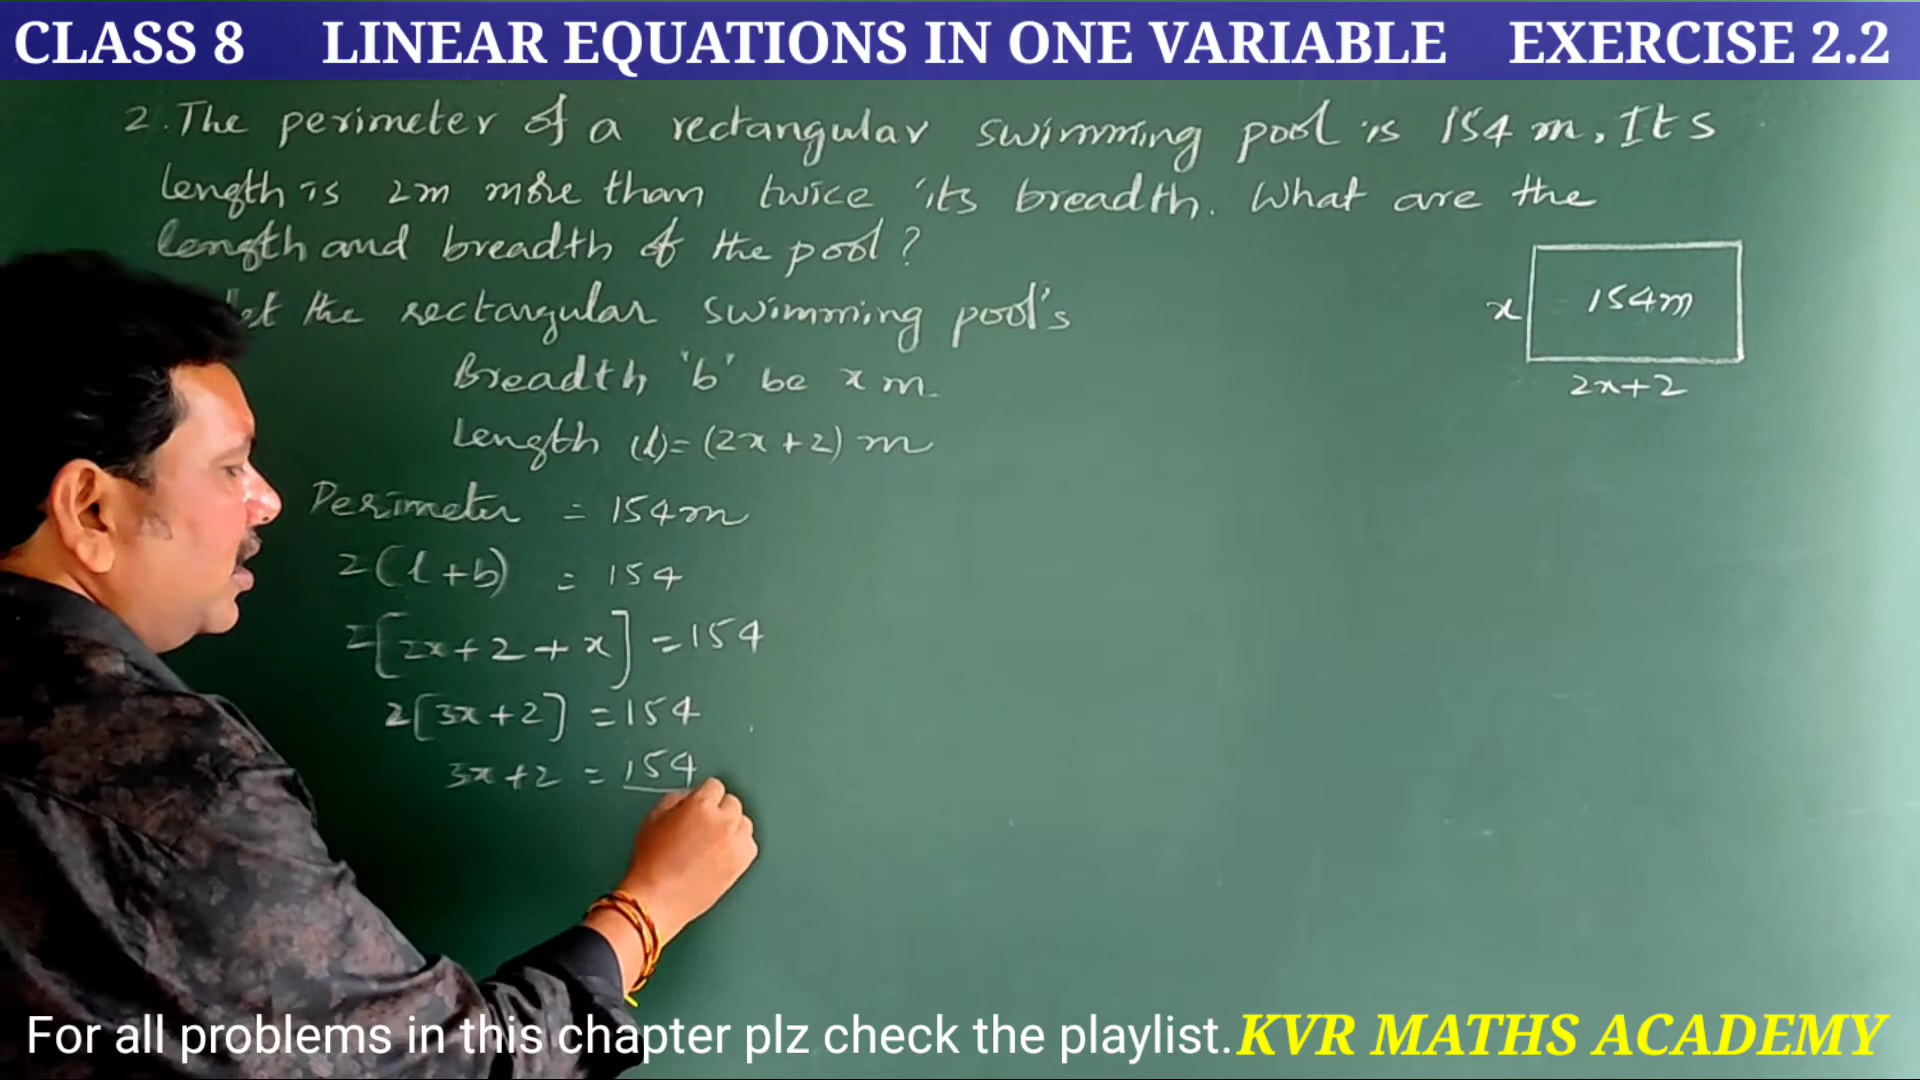 CLASS 8 LINEAR EQUATIONS IN ONE VARIABLE EXERCISE 2.2
2. The perimeter of a rectangular swimming pool is 154 m. Its
length is 2m more than twice its breadth. What are the
length and breadth of the pool?
et the rectangular swimming pool's
Breadth 'b' be x m.
Length (l) = (2x+2) m
Perimeter = 154m
2(l+b) = 154
2[2x+2+x] = 154
2[3x+2] = 154
3x+2 = 154
x
154m
2x+2
For all problems in this chapter plz check the playlist. KVR MATHS ACADEMY